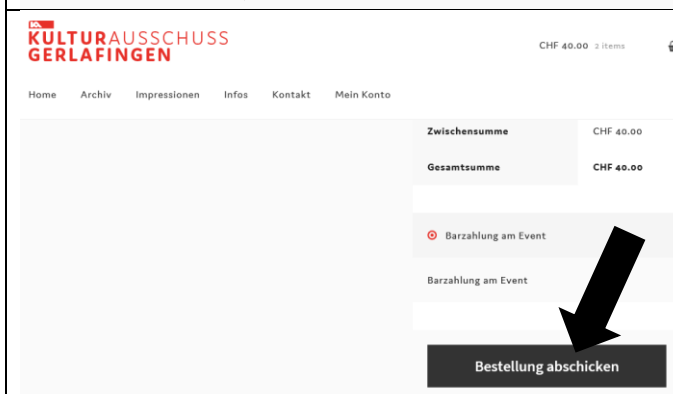 KULTURAUSSCHUSS
GERLAFINGEN
CHF 40.00 2 items
Home Archiv Impressionen Infos Kontakt Mein Konto
Zwischensumme CHF 40.00
Gesamtsumme CHF 40.00
Barzahlung am Event
Barzahlung am Event
Bestellung abschicken